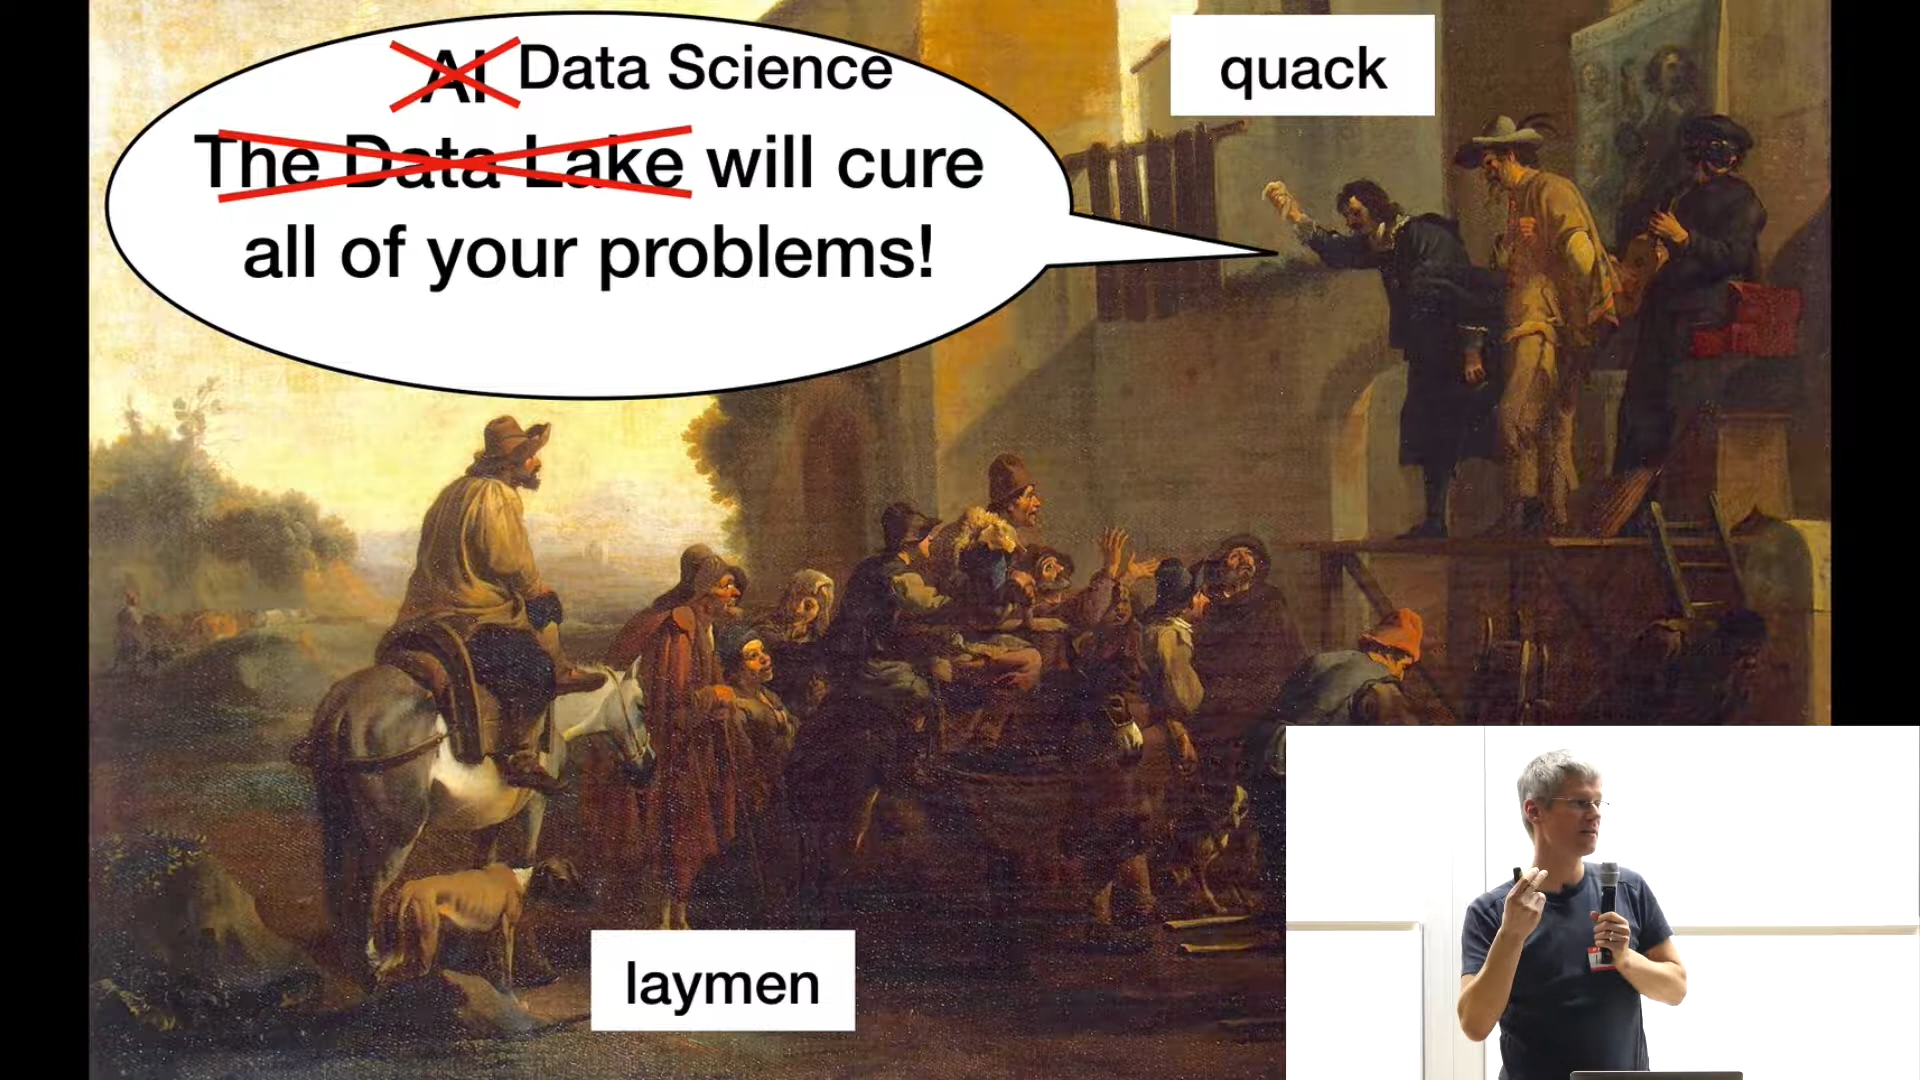 AI Data Science
The Data Lake will cure
all of your problems!
quack
laymen